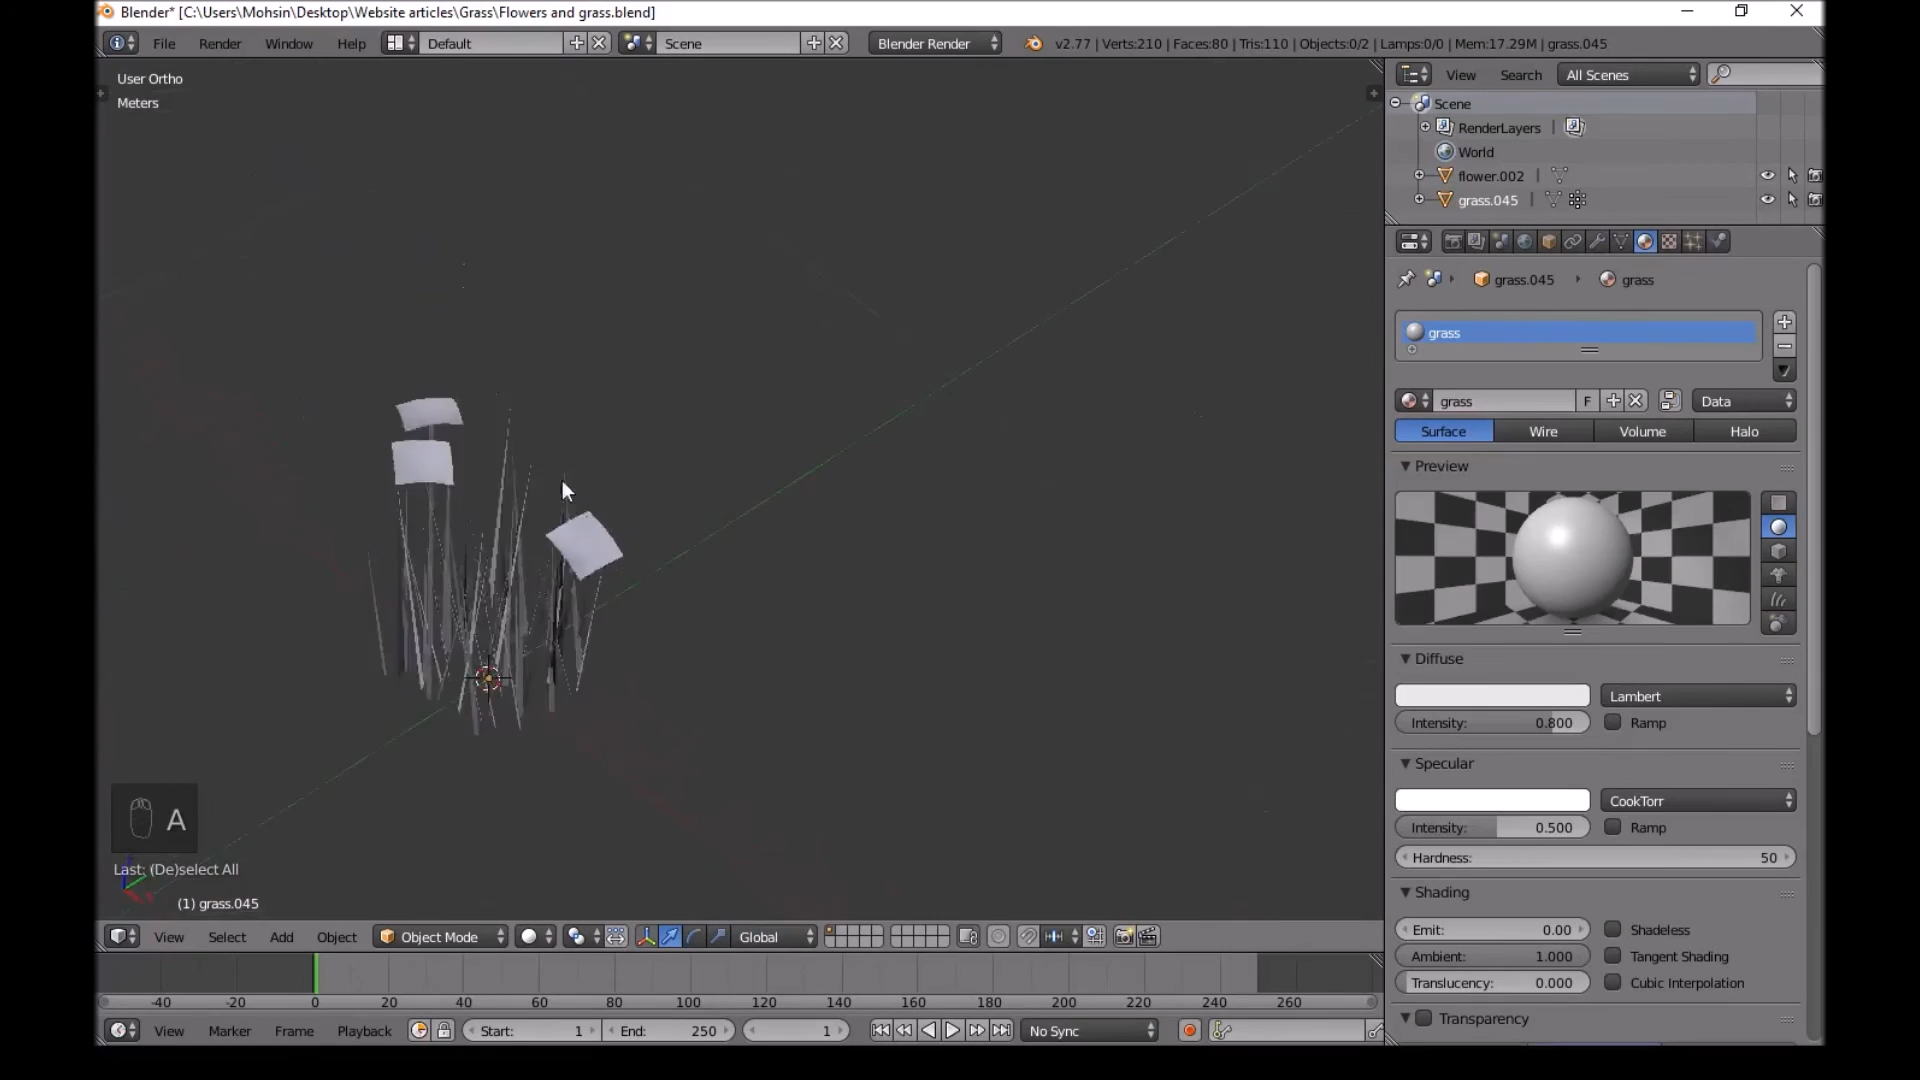 Blender* [C:\Users\Mohsin\Desktop\Website articles\Grass\Flowers and grass.blend]
File Render Window Help Default Scene Blender Render v2.77 | Verts:210 | Faces:80 | Tris:110 | Objects:0/2 | Lamps:0/0 | Mem:17.29M | grass.045
User Ortho
Meters
View Search All Scenes
Scene
RenderLayers
World
flower.002
grass.045
grass.045 grass
grass
grass F Data
Surface Wire Volume Halo
Preview
Diffuse
Lambert
Intensity: 0.800 Ramp
Specular
CookTorr
Intensity: 0.500 Ramp
Hardness: 50
Shading
Emit: 0.00 Shadeless
Ambient: 1.000 Tangent Shading
Translucency: 0.000 Cubic Interpolation
Transparency
A
Last: (De)select All
(1) grass.045
View Select Add Object Object Mode Global
-40 -20 0 20 40 60 80 100 120 140 160 180 200 220 240 260
View Marker Frame Playback Start: 1 End: 250 1 No Sync